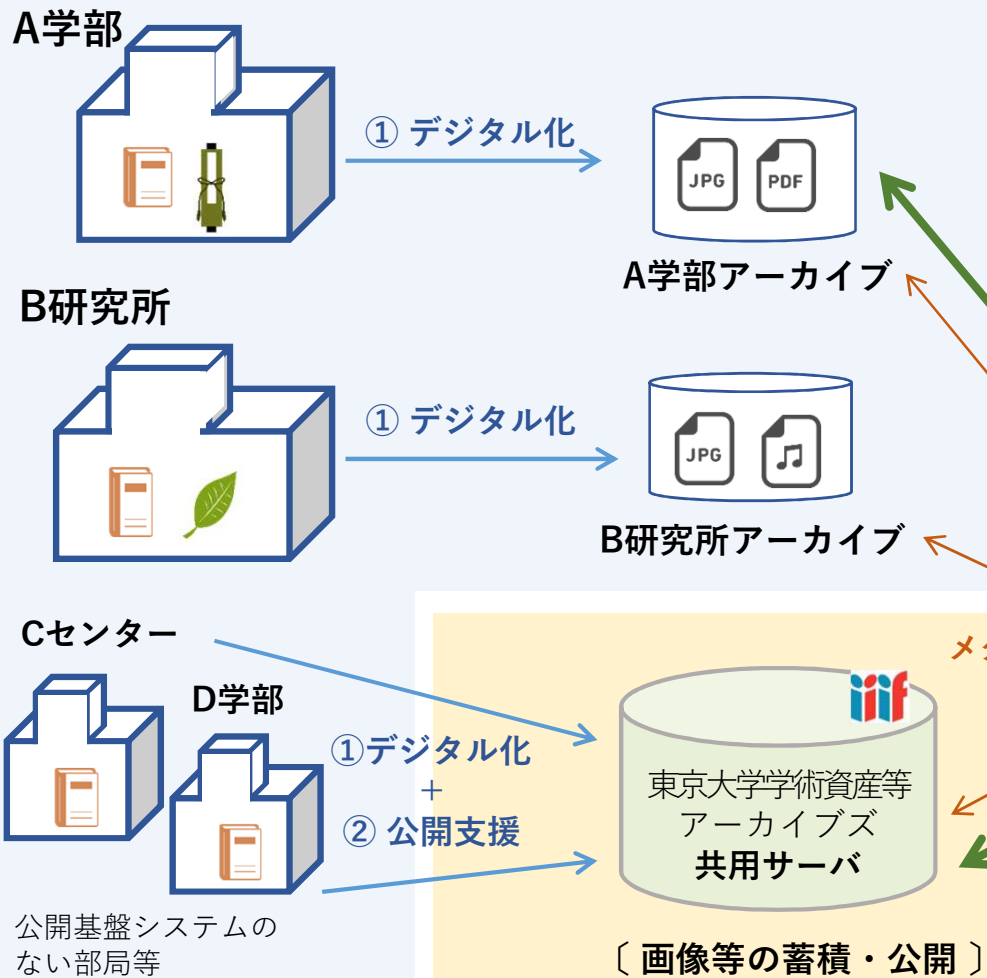 A学部
① デジタル化
JPG
PDF
A学部アーカイブ
B研究所
① デジタル化
JPG
B研究所アーカイブ
Cセンター
D学部
①デジタル化
+
② 公開支援
公開基盤システムの
ない部局等
メタ
iiif
東京大学学術資産等
アーカイブズ
共用サーバ
〔 画像等の蓄積・公開 〕